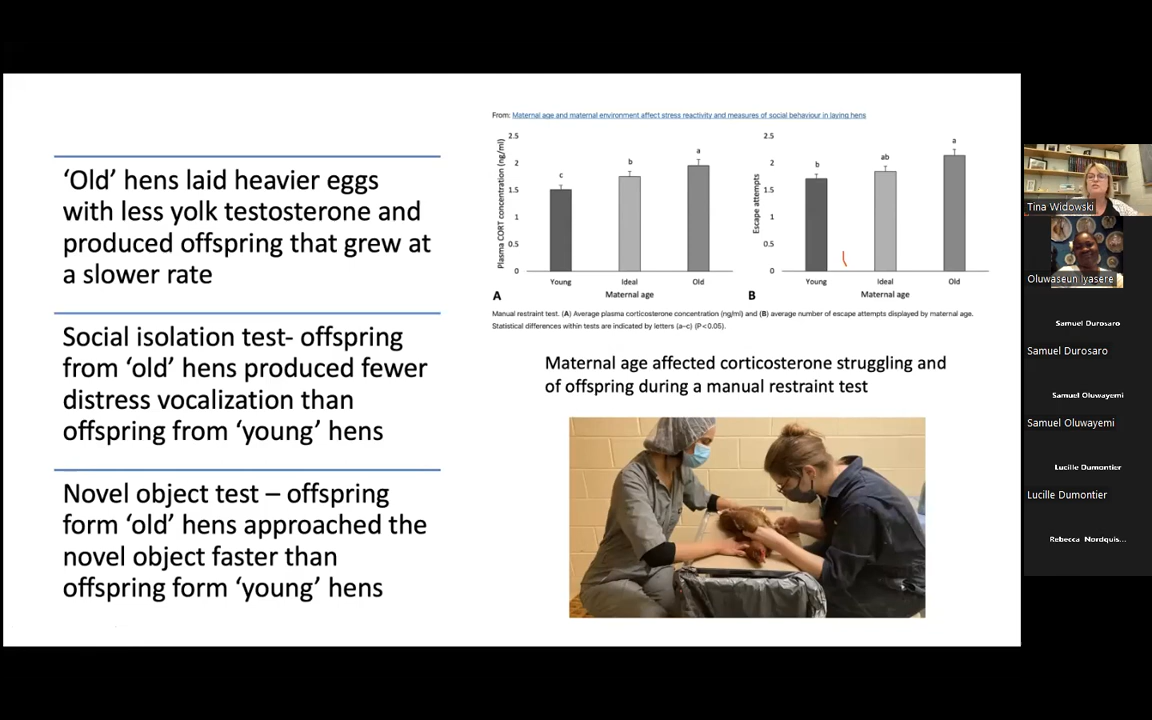 ‘Old’ hens laid heavier eggs
with less yolk testosterone and
produced offspring that grew at
a slower rate
Social isolation test- offspring
from ‘old’ hens produced fewer
distress vocalization than
offspring from ‘young’ hens
Novel object test – offspring
form ‘old’ hens approached the
novel object faster than
offspring form ‘young’ hens
From: Maternal age and maternal environment affect stress reactivity and measures of social behaviour in laying hens
Plasma CORT concentration (ng/ml)
2.5
2
1.5
1
0.5
0
c
b
a
Young Ideal Old
Maternal age
A
Escape attempts
2.5
2
1.5
1
0.5
0
b
ab
a
Young Ideal Old
Maternal age
B
Manual restraint test. (A) Average plasma corticosterone concentration (ng/ml) and (B) average number of escape attempts displayed by maternal age.
Statistical differences within tests are indicated by letters (a–c) (P<0.05).
Maternal age affected corticosterone struggling and
of offspring during a manual restraint test
Tina Widowski
Oluwaseun Iyasere
Samuel Durosaro
Samuel Durosaro
Samuel Oluwayemi
Samuel Oluwayemi
Lucille Dumontier
Lucille Dumontier
Rebecca Nordquis...